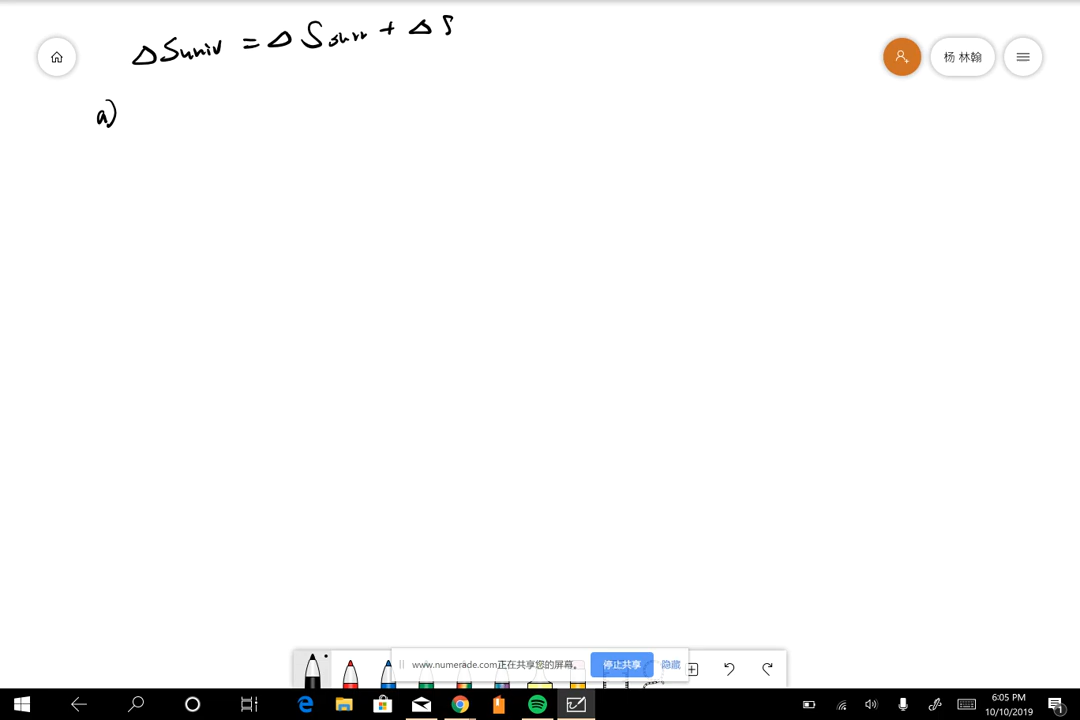 ΔSuniv = ΔSsurr + ΔS
杨 林翰
a)
www.numerade.com正在共享您的屏幕。 停止共享 隐藏
6:05 PM
10/10/2019
1